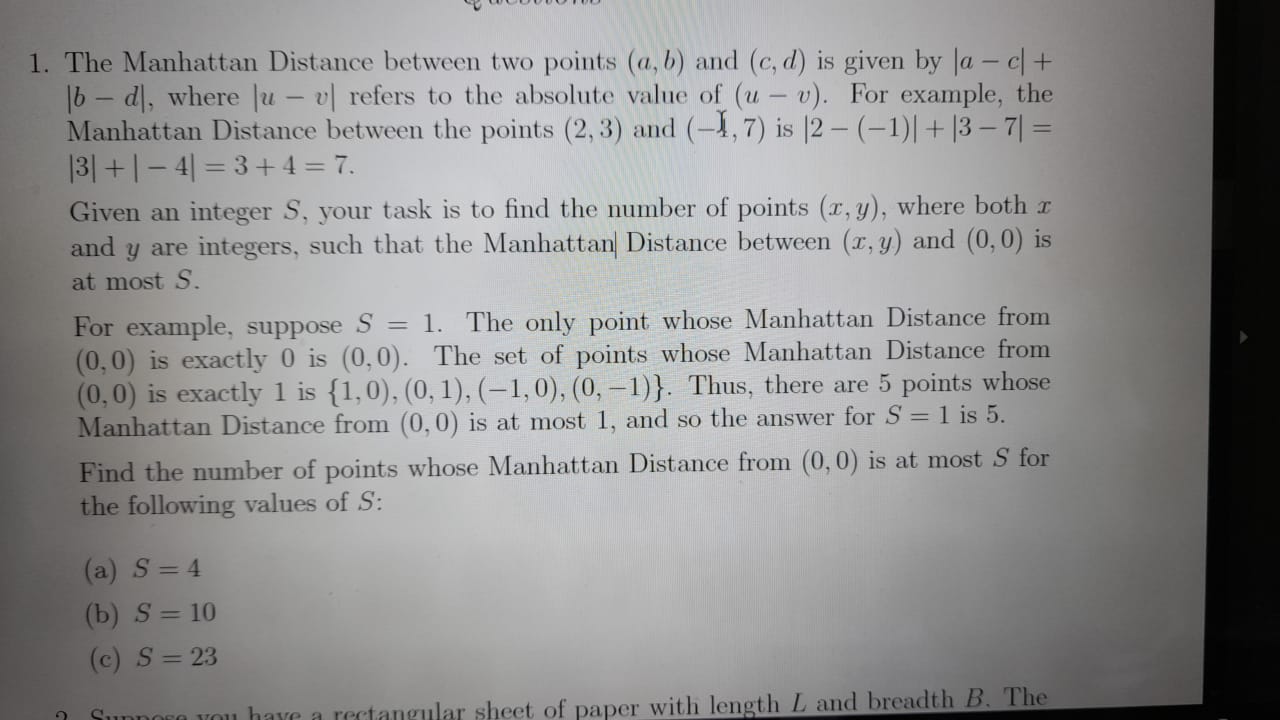 1. The Manhattan Distance between two points (a, b) and (c, d) is given by |a − c| +
|b − d|, where |u − v| refers to the absolute value of (u − v). For example, the
Manhattan Distance between the points (2, 3) and (−1, 7) is |2 − (−1)| + |3 − 7| =
|3| + | − 4| = 3 + 4 = 7.
Given an integer S, your task is to find the number of points (x, y), where both x
and y are integers, such that the Manhattan Distance between (x, y) and (0, 0) is
at most S.
For example, suppose S = 1. The only point whose Manhattan Distance from
(0, 0) is exactly 0 is (0, 0). The set of points whose Manhattan Distance from
(0, 0) is exactly 1 is {1, 0), (0, 1), (−1, 0), (0, −1)}. Thus, there are 5 points whose
Manhattan Distance from (0, 0) is at most 1, and so the answer for S = 1 is 5.
Find the number of points whose Manhattan Distance from (0, 0) is at most S for
the following values of S:
(a) S = 4
(b) S = 10
(c) S = 23
2. Suppose you have a rectangular sheet of paper with length L and breadth B. The